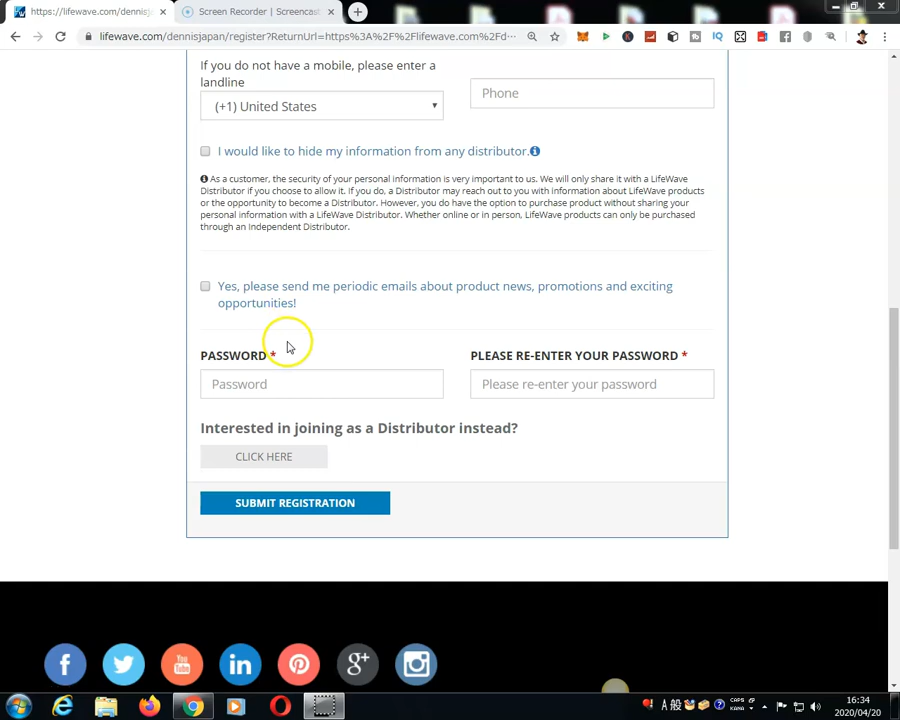 https://lifewave.com/dennis
Screen Recorder | Screencast
lifewave.com/dennisjapan/register?ReturnUrl=https%3A%2F%2Flifewave.com%2Fd···
If you do not have a mobile, please enter a
landline
(+1) United States
Phone
I would like to hide my information from any distributor.
As a customer, the security of your personal information is very important to us. We will only share it with a LifeWave
Distributor if you choose to allow it. If you do, a Distributor may reach out to you with information about LifeWave products
or the opportunity to become a Distributor. However, you do have the option to purchase product without sharing your
personal information with a LifeWave Distributor. Whether online or in person, LifeWave products can only be purchased
through an Independent Distributor.
Yes, please send me periodic emails about product news, promotions and exciting
opportunities!
PASSWORD *
PLEASE RE-ENTER YOUR PASSWORD *
Password
Please re-enter your password
Interested in joining as a Distributor instead?
CLICK HERE
SUBMIT REGISTRATION
You Tube
A 般
CAPS
KANA
16:34
2020/04/20